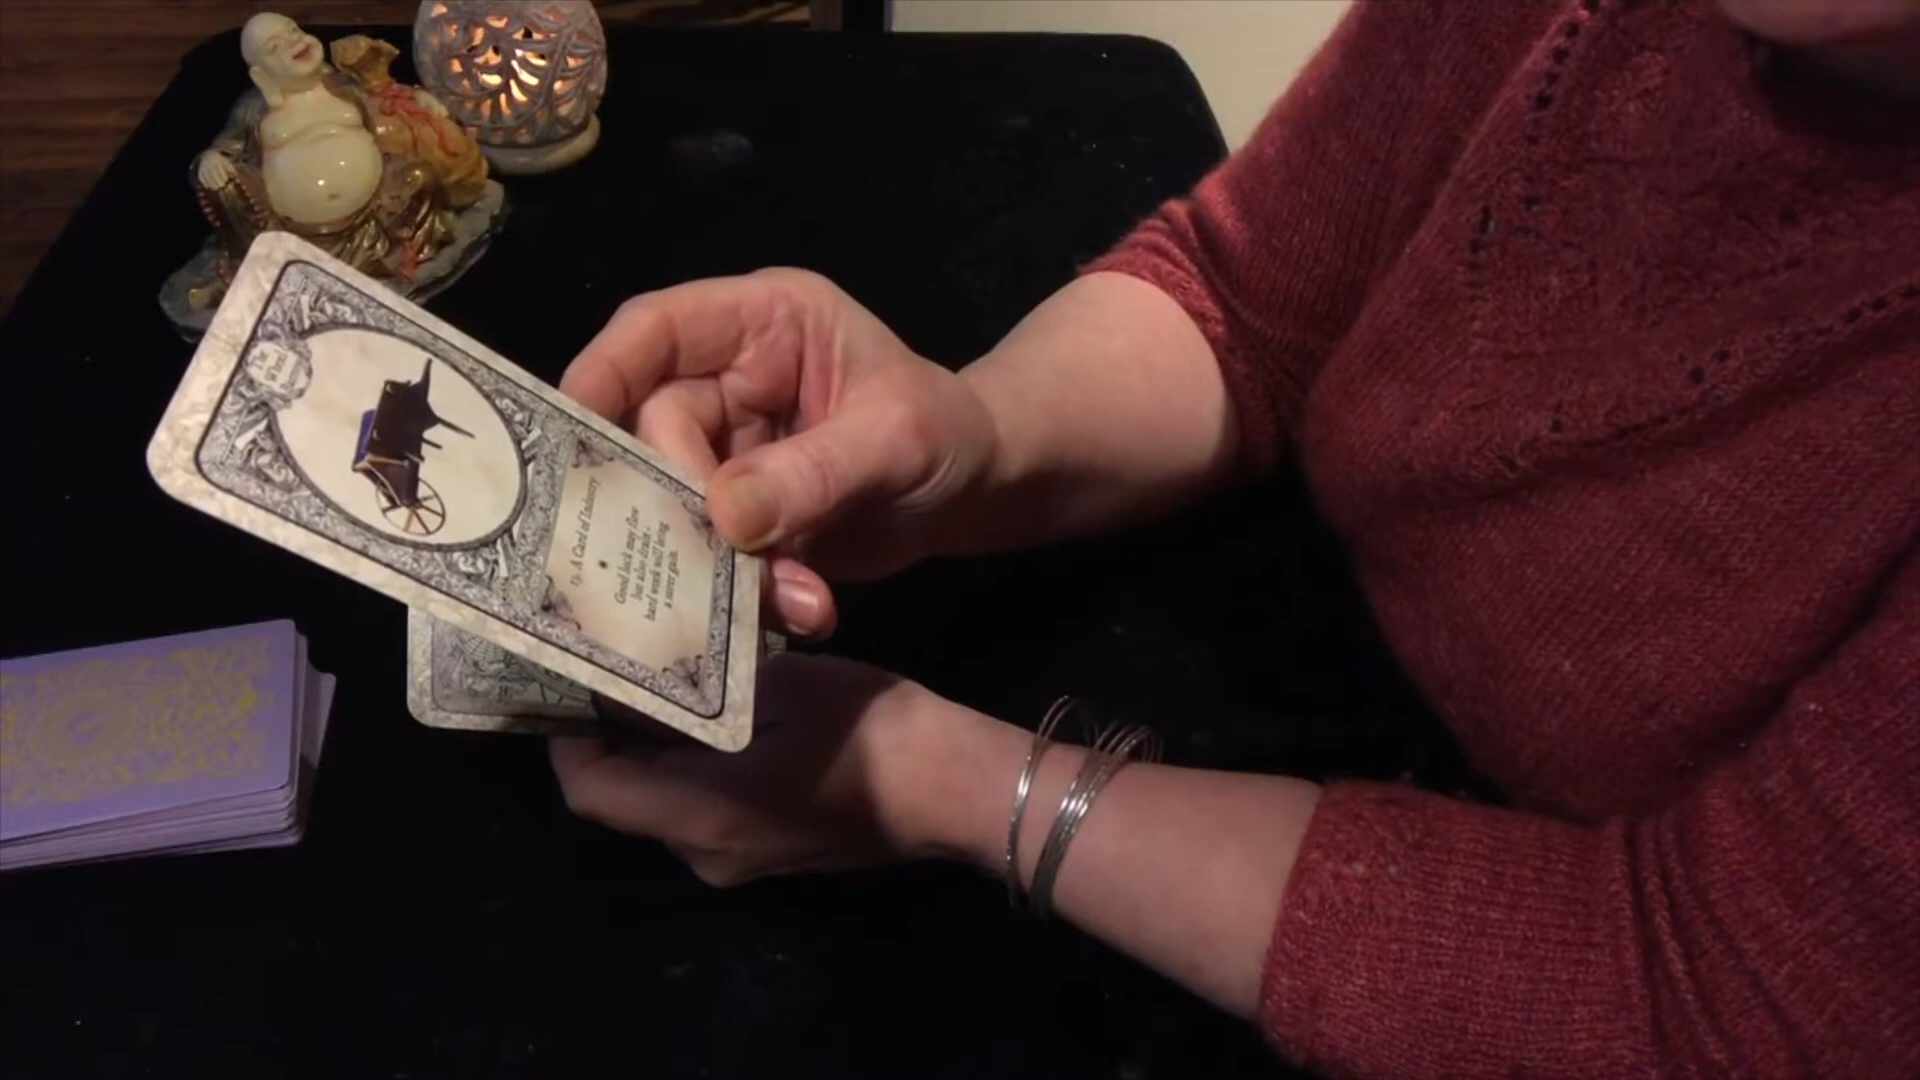 The
Wheel
Barrow
13. A Card of Industry
Good luck may flow
but also drain -
hard work will bring
a surer gain.